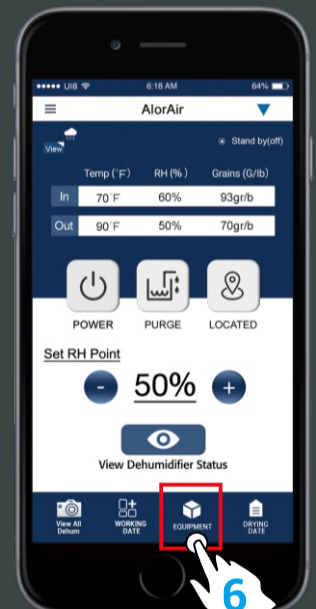 UIB 6:18 AM 64%
AlorAir
View Stand by(off)
Temp (°F) RH (%) Grains (G/lb)
In 70°F 60% 93gr/b
Out 90°F 50% 70gr/b
POWER PURGE LOCATED
Set RH Point
- 50% +
View Dehumidifier Status
View All Dehum
WORKING DATE
EQUIPMENT
DRYING DATE
6